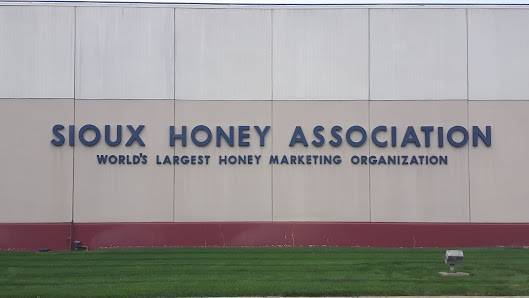 SIOUX HONEY ASSOCIATION
WORLD'S LARGEST HONEY MARKETING ORGANIZATION